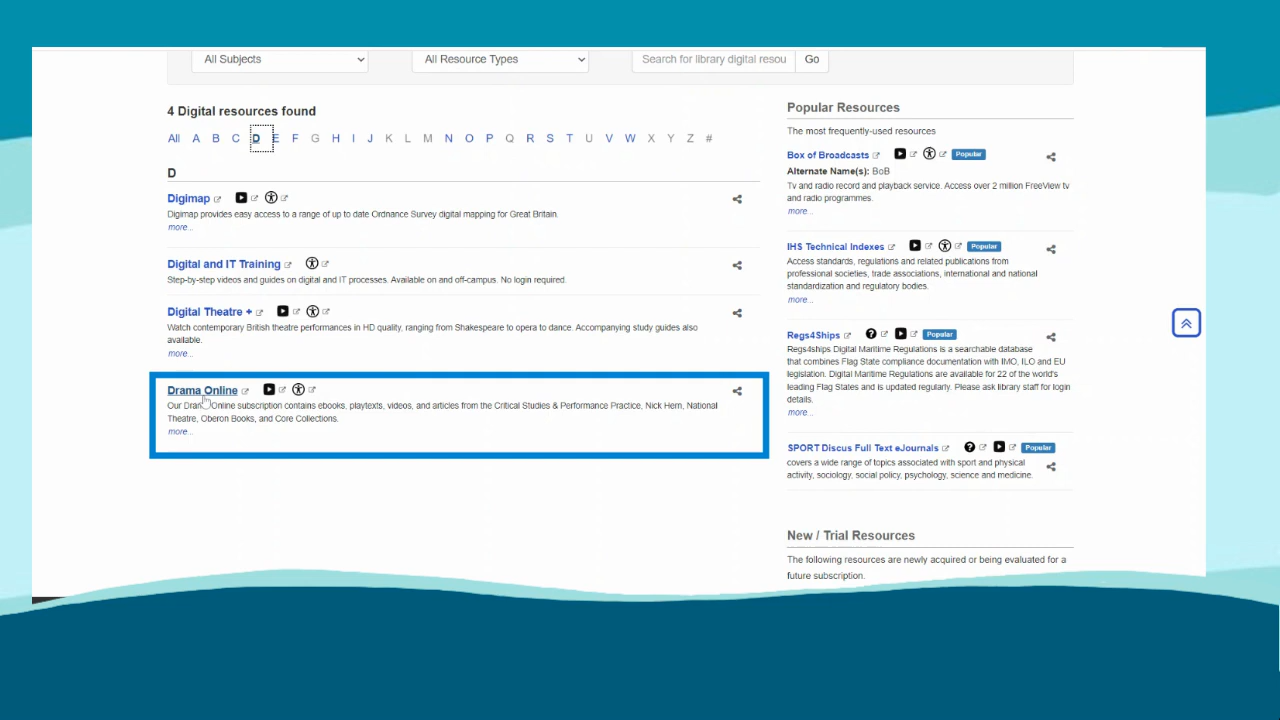 All Subjects
All Resource Types
Search for library digital resou
Go
4 Digital resources found
All A B C D E F G H I J K L M N O P Q R S T U V W X Y Z #
D
Digimap
Digimap provides easy access to a range of up to date Ordnance Survey digital mapping for Great Britain.
more...
Digital and IT Training
Step-by-step videos and guides on digital and IT processes. Available on and off-campus. No login required.
Digital Theatre +
Watch contemporary British theatre performances in HD quality, ranging from Shakespeare to opera to dance. Accompanying study guides also
available.
more...
Drama Online
Our Drama Online subscription contains ebooks, playtexts, videos, and articles from the Critical Studies & Performance Practice, Nick Hern, National
Theatre, Oberon Books, and Core Collections.
more...
Popular Resources
The most frequently-used resources
Box of Broadcasts Popular
Alternate Name(s): BoB
Tv and radio record and playback service. Access over 2 million FreeView tv
and radio programmes.
more...
IHS Technical Indexes Popular
Access standards, regulations and related publications from
professional societies, trade associations, international and national
standardization and regulatory bodies.
more...
Regs4Ships Popular
Regs4ships Digital Maritime Regulations is a searchable database
that combines Flag State compliance documentation with IMO, ILO and EU
legislation. Digital Maritime Regulations are available for 22 of the world's
leading Flag States and is updated regularly. Please ask library staff for login
details.
more...
SPORT Discus Full Text eJournals Popular
covers a wide range of topics associated with sport and physical
activity, sociology, social policy, psychology, science and medicine.
New / Trial Resources
The following resources are newly acquired or being evaluated for a
future subscription.